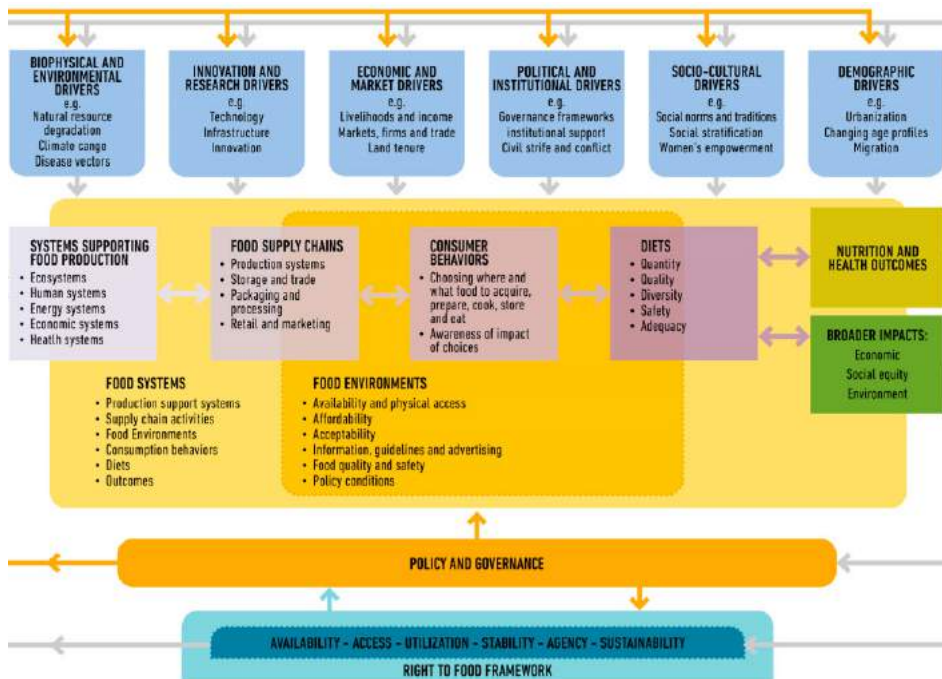 BIOPHYSICAL AND
ENVIRONMENTAL
DRIVERS
e.g.
Natural resource
degradation
Climate cange
Disease vectors
INNOVATION AND
RESEARCH DRIVERS
e.g.
Technology
Infrastructure
Innovation
ECONOMIC AND
MARKET DRIVERS
e.g.
Livelihoods and income
Markets, firms and trade
Land tenure
POLITICAL AND
INSTITUTIONAL DRIVERS
e.g.
Governance frameworks
institutional support
Civil strife and conflict
SOCIO-CULTURAL
DRIVERS
e.g.
Social norms and traditions
Social stratification
Women's empowerment
DEMOGRAPHIC
DRIVERS
e.g.
Urbanization
Changing age profiles
Migration
SYSTEMS SUPPORTING
FOOD PRODUCTION
• Ecosystems
• Human systems
• Energy systems
• Economic systems
• Health systems
FOOD SUPPLY CHAINS
• Production systems
• Storage and trade
• Packaging and
processing
• Retail and marketing
CONSUMER
BEHAVIORS
• Choosing where and
what food to acquire,
prepare, cook, store
and eat
• Awareness of impact
of choices
DIETS
• Quantity
• Quality
• Diversity
• Safety
• Adequacy
NUTRITION AND
HEALTH OUTCOMES
BROADER IMPACTS:
Economic
Social equity
Environment
FOOD SYSTEMS
• Production support systems
• Supply chain activities
• Food Environments
• Consumption behaviors
• Diets
• Outcomes
FOOD ENVIRONMENTS
• Availability and physical access
• Affordability
• Acceptability
• Information, guidelines and advertising
• Food quality and safety
• Policy conditions
POLICY AND GOVERNANCE
AVAILABILITY - ACCESS - UTILIZATION - STABILITY - AGENCY - SUSTAINABILITY
RIGHT TO FOOD FRAMEWORK